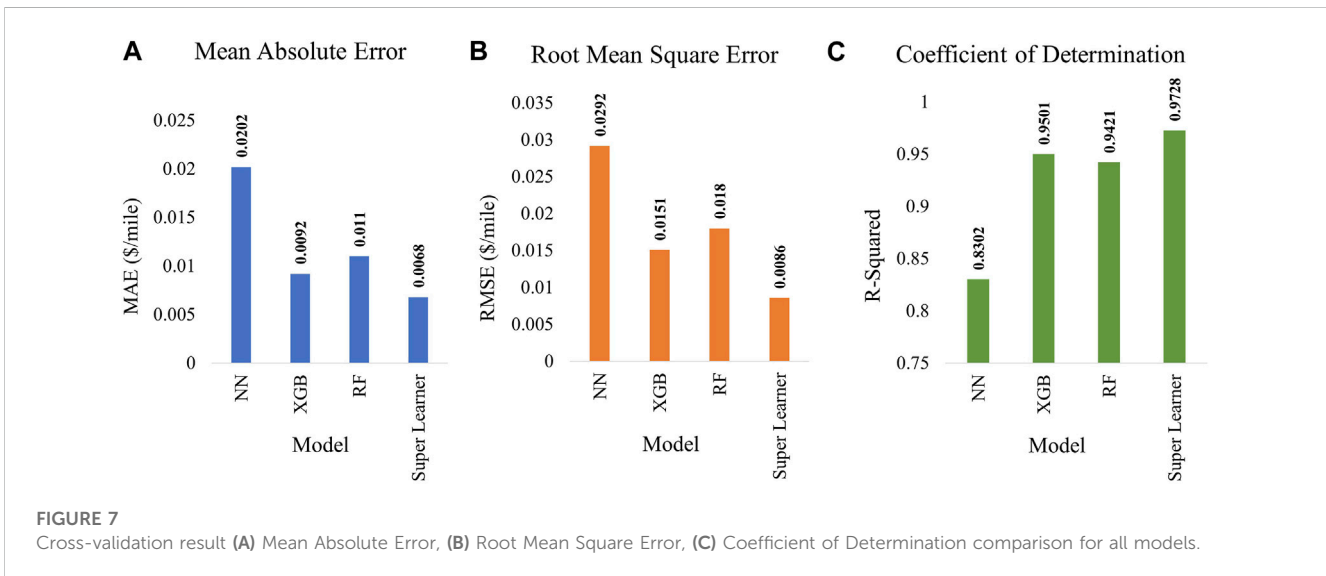 A Mean Absolute Error
MAE ($/mile)
0.025
0.02
0.015
0.01
0.005
0
0.0202
0.0092
0.011
0.0068
NN
XGB
RF
Super Learner
Model
B Root Mean Square Error
RMSE ($/mile)
0.035
0.03
0.025
0.02
0.015
0.01
0.005
0
0.0292
0.0151
0.018
0.0086
NN
XGB
RF
Super Learner
Model
C Coefficient of Determination
R-Squared
1
0.95
0.9
0.85
0.8
0.75
0.8302
0.9501
0.9421
0.9728
NN
XGB
RF
Super Learner
Model
FIGURE 7
Cross-validation result (A) Mean Absolute Error, (B) Root Mean Square Error, (C) Coefficient of Determination comparison for all models.